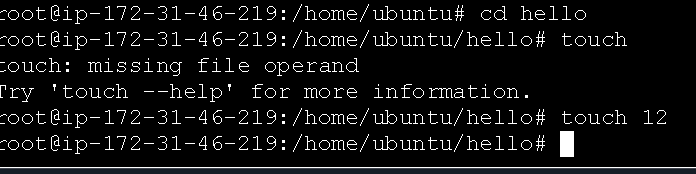 root@ip-172-31-46-219:/home/ubuntu# cd hello
root@ip-172-31-46-219:/home/ubuntu/hello# touch
touch: missing file operand
Try 'touch --help' for more information.
root@ip-172-31-46-219:/home/ubuntu/hello# touch 12
root@ip-172-31-46-219:/home/ubuntu/hello#